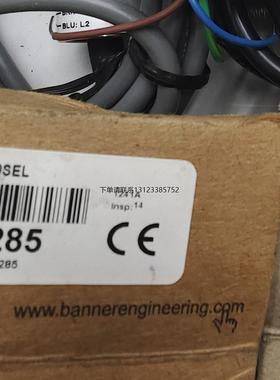 BLU: L2
OSEL
1241A
Insp: 14
285
285
CE
下单请联系13123385752
www.bannerengineering.com